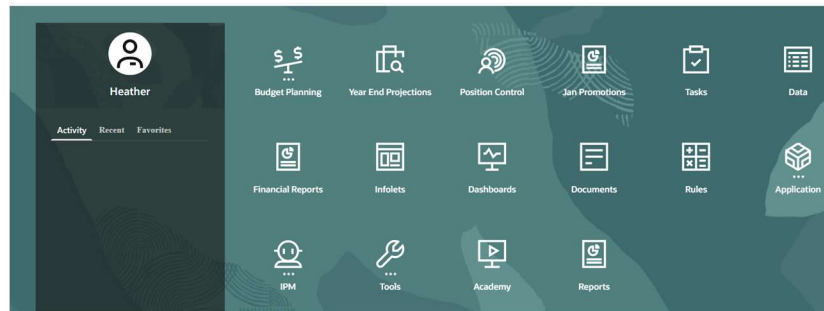 Heather
Activity Recent Favorites
Budget Planning Year End Projections Position Control Jan Promotions Tasks Data
Financial Reports Infolets Dashboards Documents Rules Application
IPM Tools Academy Reports